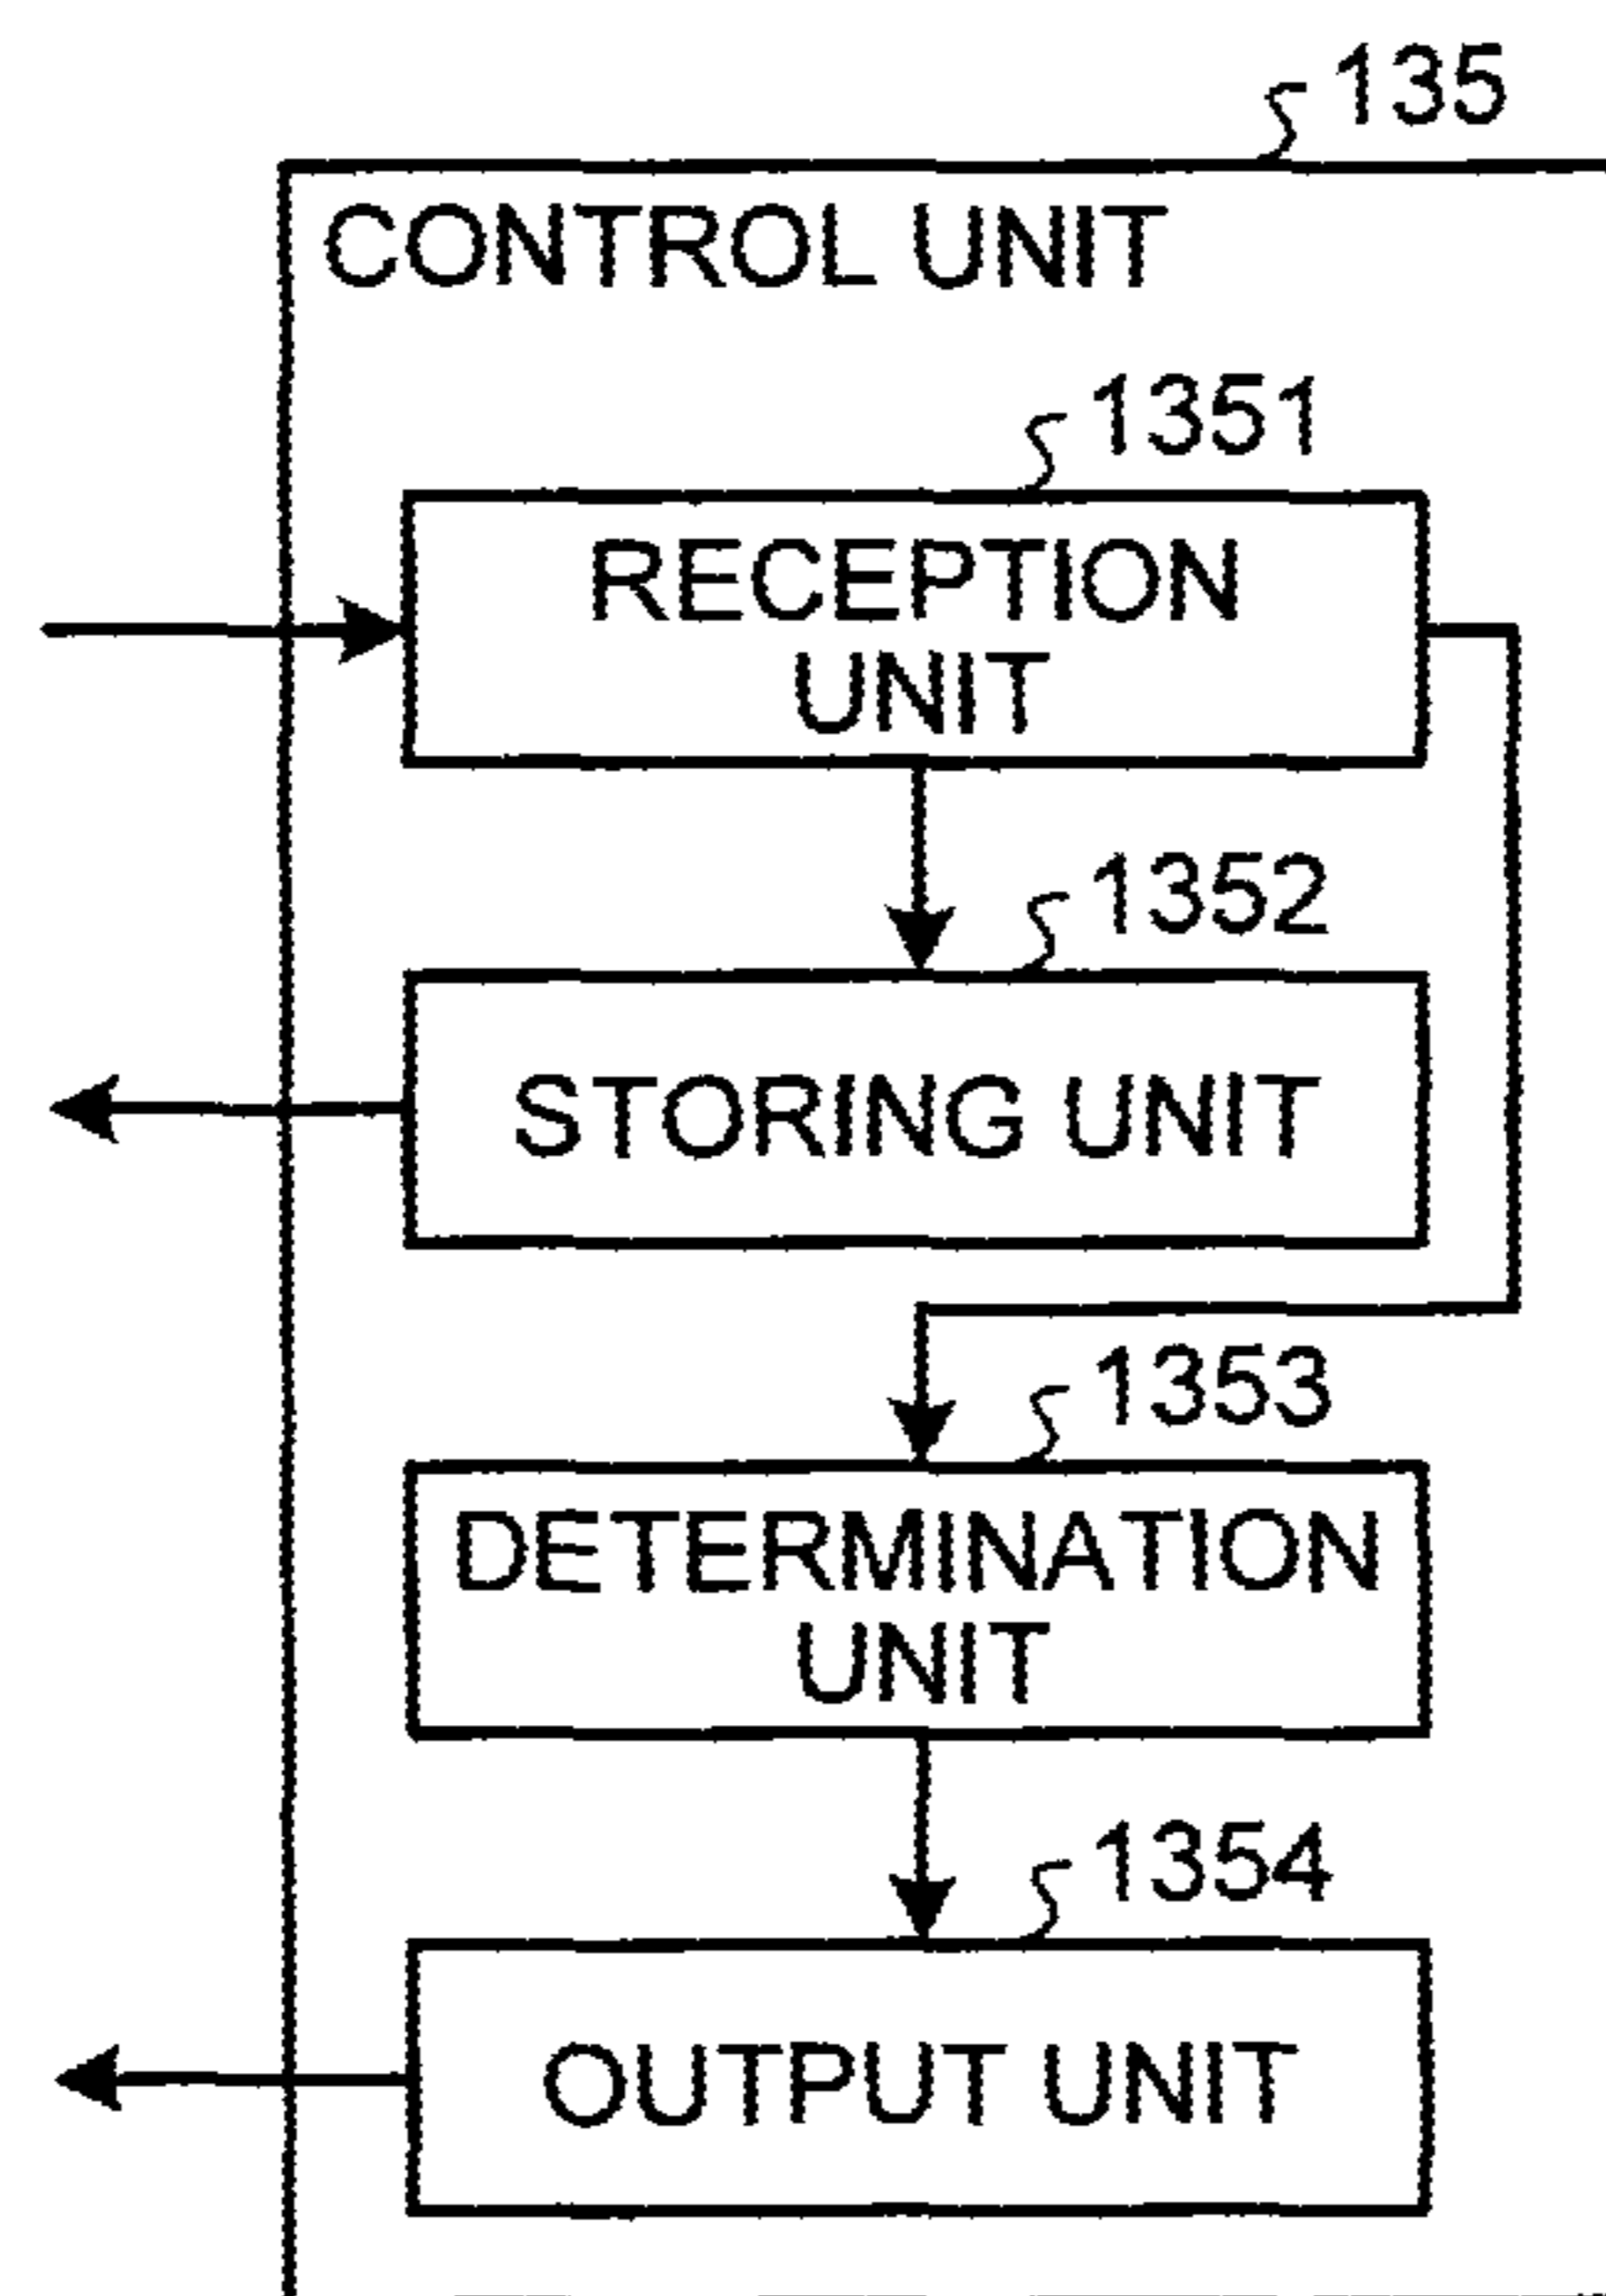 135
CONTROL UNIT
1351
RECEPTION
UNIT
1352
STORING UNIT
1353
DETERMINATION
UNIT
1354
OUTPUT UNIT